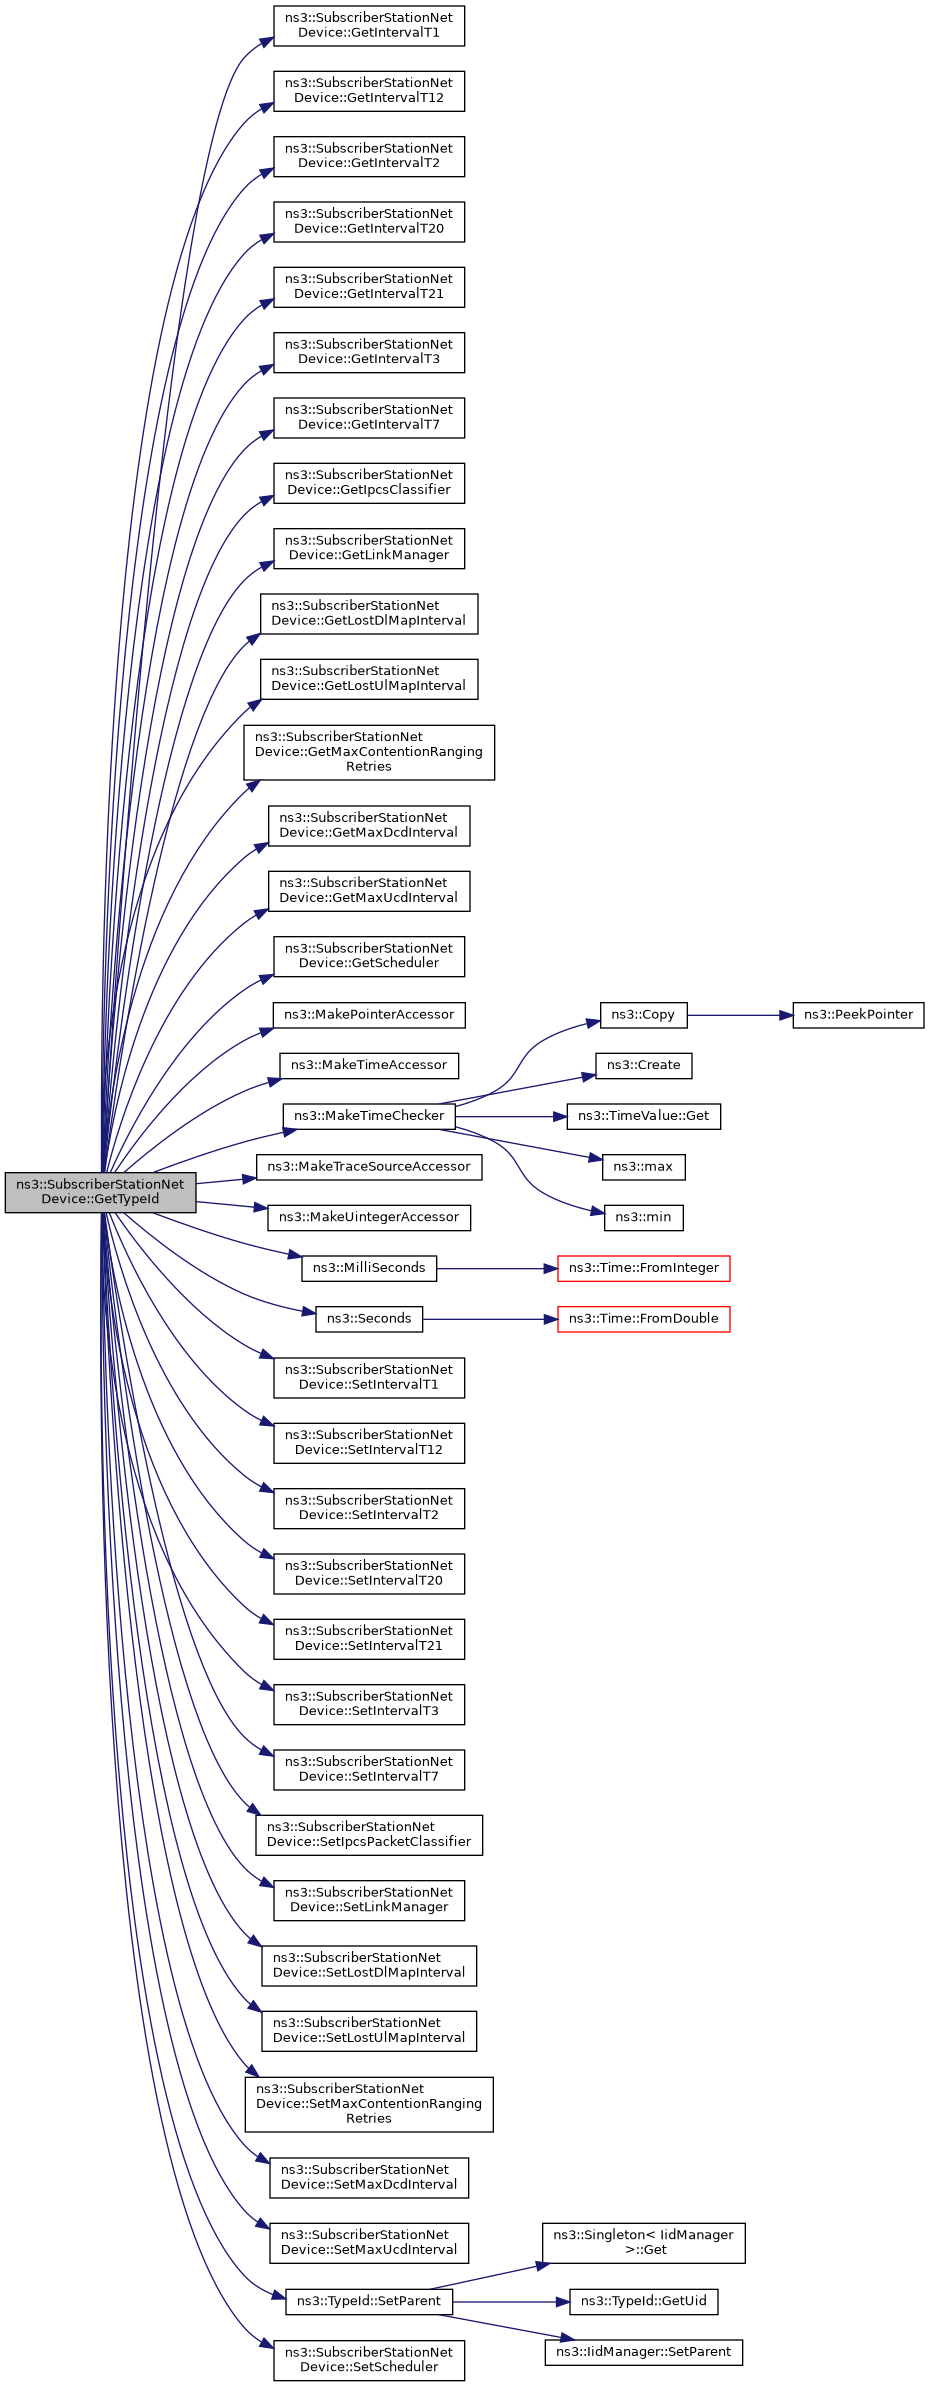 ns3::SubscriberStationNet
Device::GetIntervalT1
ns3::SubscriberStationNet
Device::GetIntervalT12
ns3::SubscriberStationNet
Device::GetIntervalT2
ns3::SubscriberStationNet
Device::GetIntervalT20
ns3::SubscriberStationNet
Device::GetIntervalT21
ns3::SubscriberStationNet
Device::GetIntervalT3
ns3::SubscriberStationNet
Device::GetIntervalT7
ns3::SubscriberStationNet
Device::GetIpcsClassifier
ns3::SubscriberStationNet
Device::GetLinkManager
ns3::SubscriberStationNet
Device::GetLostDlMapInterval
ns3::SubscriberStationNet
Device::GetLostUlMapInterval
ns3::SubscriberStationNet
Device::GetMaxContentionRanging
Retries
ns3::SubscriberStationNet
Device::GetMaxDcdInterval
ns3::SubscriberStationNet
Device::GetMaxUcdInterval
ns3::SubscriberStationNet
Device::GetScheduler
ns3::MakePointerAccessor
ns3::Copy
ns3::PeekPointer
ns3::MakeTimeAccessor
ns3::Create
ns3::MakeTimeChecker
ns3::TimeValue::Get
ns3::MakeTraceSourceAccessor
ns3::max
ns3::SubscriberStationNet
Device::GetTypeId
ns3::MakeUintegerAccessor
ns3::min
ns3::MilliSeconds
ns3::Time::FromInteger
ns3::Seconds
ns3::Time::FromDouble
ns3::SubscriberStationNet
Device::SetIntervalT1
ns3::SubscriberStationNet
Device::SetIntervalT12
ns3::SubscriberStationNet
Device::SetIntervalT2
ns3::SubscriberStationNet
Device::SetIntervalT20
ns3::SubscriberStationNet
Device::SetIntervalT21
ns3::SubscriberStationNet
Device::SetIntervalT3
ns3::SubscriberStationNet
Device::SetIntervalT7
ns3::SubscriberStationNet
Device::SetIpcsPacketClassifier
ns3::SubscriberStationNet
Device::SetLinkManager
ns3::SubscriberStationNet
Device::SetLostDlMapInterval
ns3::SubscriberStationNet
Device::SetLostUlMapInterval
ns3::SubscriberStationNet
Device::SetMaxContentionRanging
Retries
ns3::SubscriberStationNet
Device::SetMaxDcdInterval
ns3::SubscriberStationNet
Device::SetMaxUcdInterval
ns3::Singleton< IidManager
>::Get
ns3::TypeId::SetParent
ns3::TypeId::GetUid
ns3::IidManager::SetParent
ns3::SubscriberStationNet
Device::SetScheduler